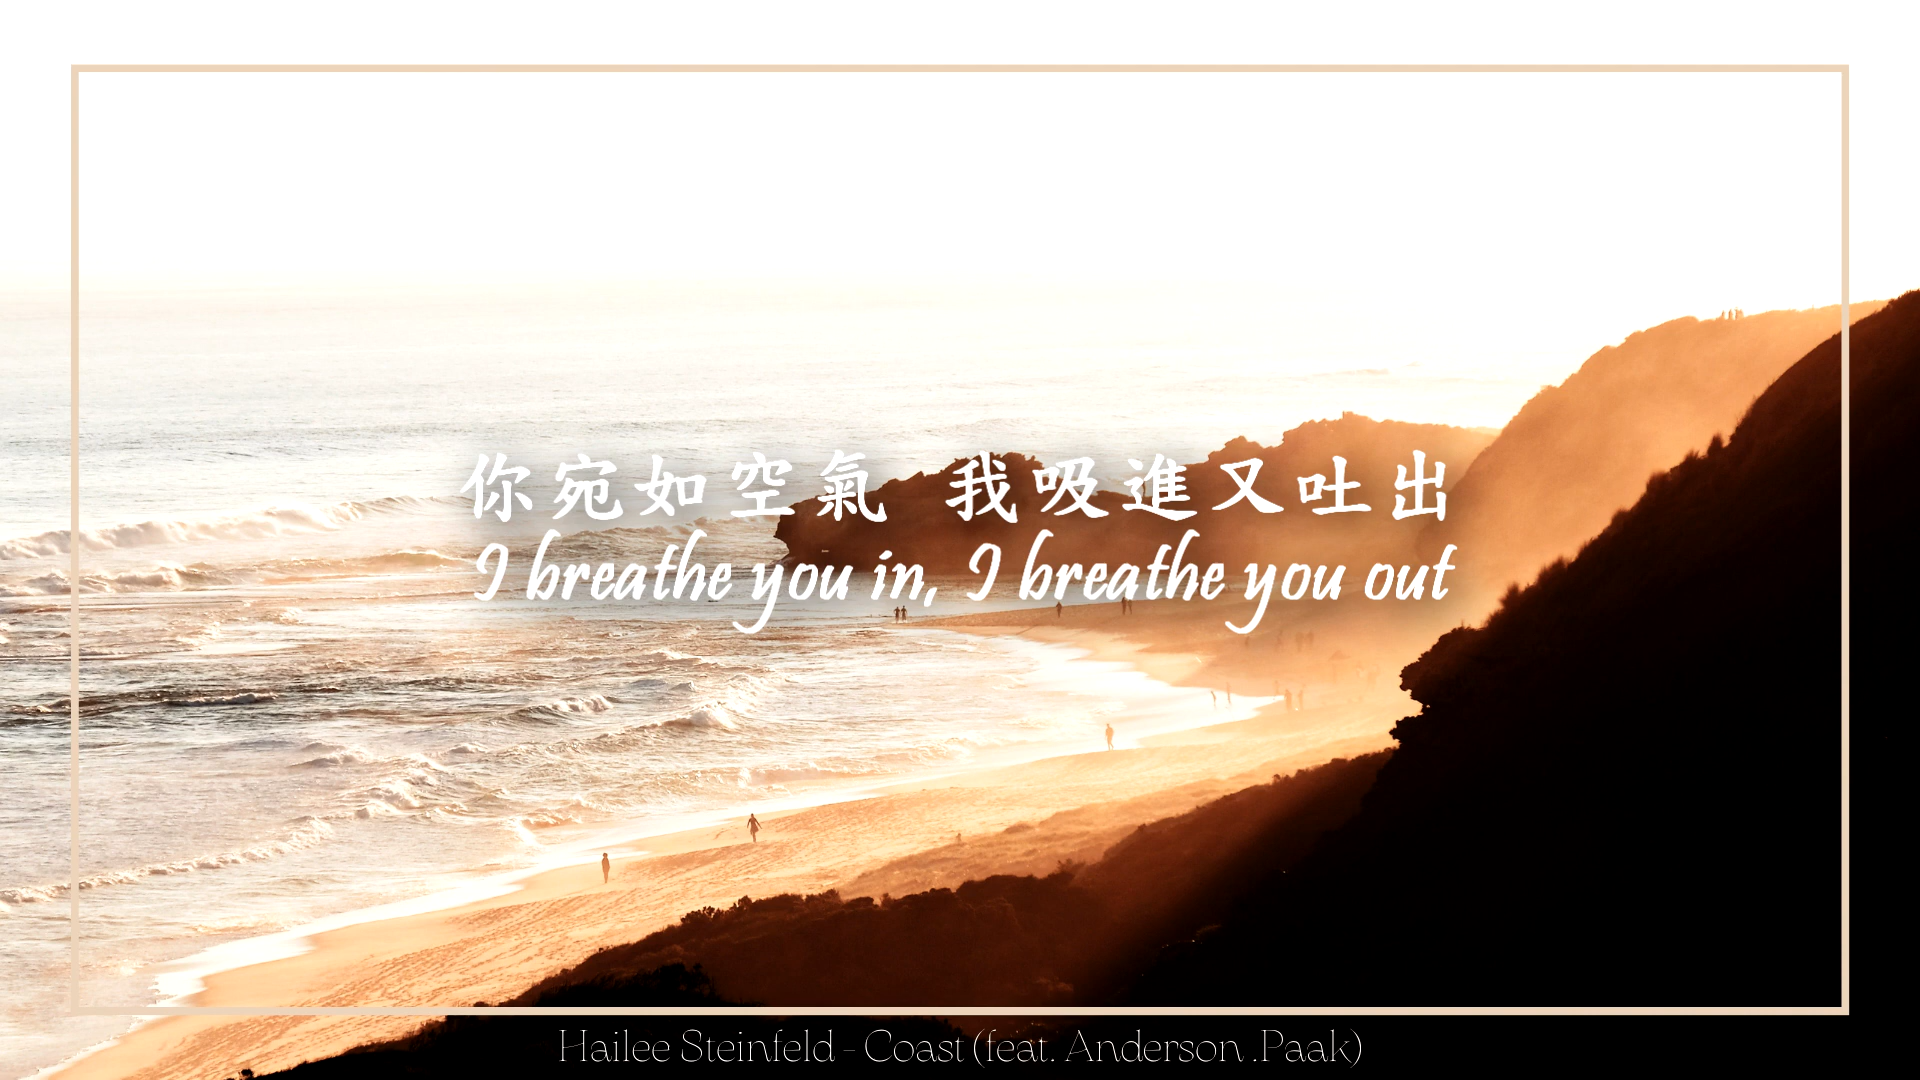 你宛如空氣 我吸進又吐出
I breathe you in, I breathe you out
Hailee Steinfeld - Coast (feat. Anderson .Paak)